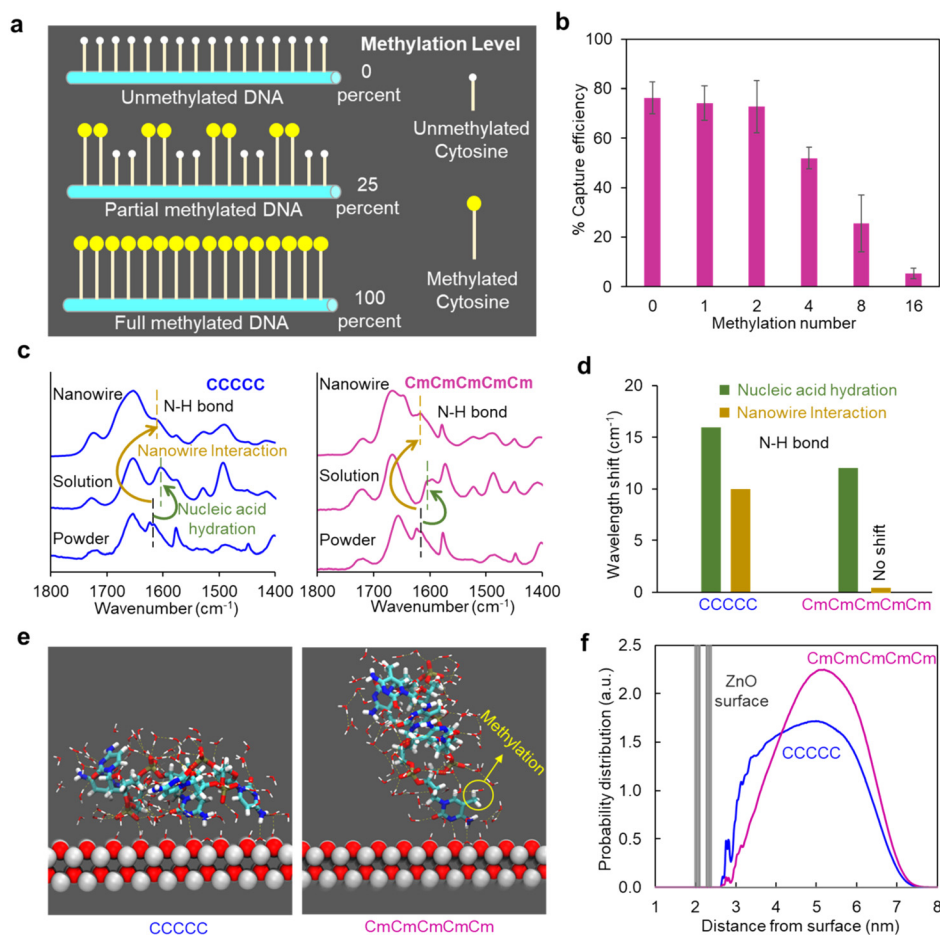 a
Methylation Level
0
percent
Unmethylated DNA
Unmethylated
Cytosine
25
percent
Partial methylated DNA
100
percent
Full methylated DNA
Methylated
Cytosine
b
100
80
60
40
20
0
% Capture efficiency
0 1 2 4 8 16
Methylation number
c
Nanowire
CCCCC
N-H bond
Nanowire Interaction
Solution
Nucleic acid
hydration
Powder
1800 1700 1600 1500 1400
Wavenumber (cm-1)
CmCmCmCmCm
Nanowire
N-H bond
Solution
Powder
1800 1700 1600 1500 1400
Wavenumber (cm-1)
d
20
15
10
5
0
Wavelength shift (cm-1)
Nucleic acid hydration
Nanowire Interaction
N-H bond
No shift
CCCCC
CmCmCmCmCm
e
Methylation
CCCCC
CmCmCmCmCm
f
2.5
2.0
1.5
1.0
0.5
0.0
Probability distribution (a.u.)
CmCmCmCmCm
ZnO
surface
CCCCC
1 2 3 4 5 6 7 8
Distance from surface (nm)